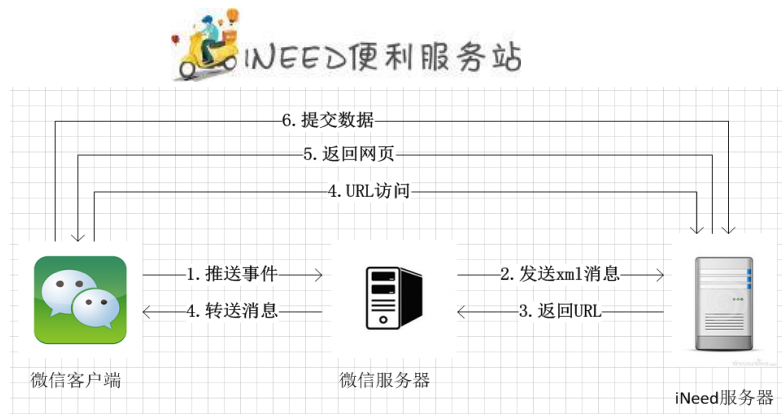 iNEED便利服务站
6.提交数据
5.返回网页
4.URL访问
1.推送事件
2.发送xml消息
4.转送消息
3.返回URL
微信客户端
微信服务器
iNeed服务器